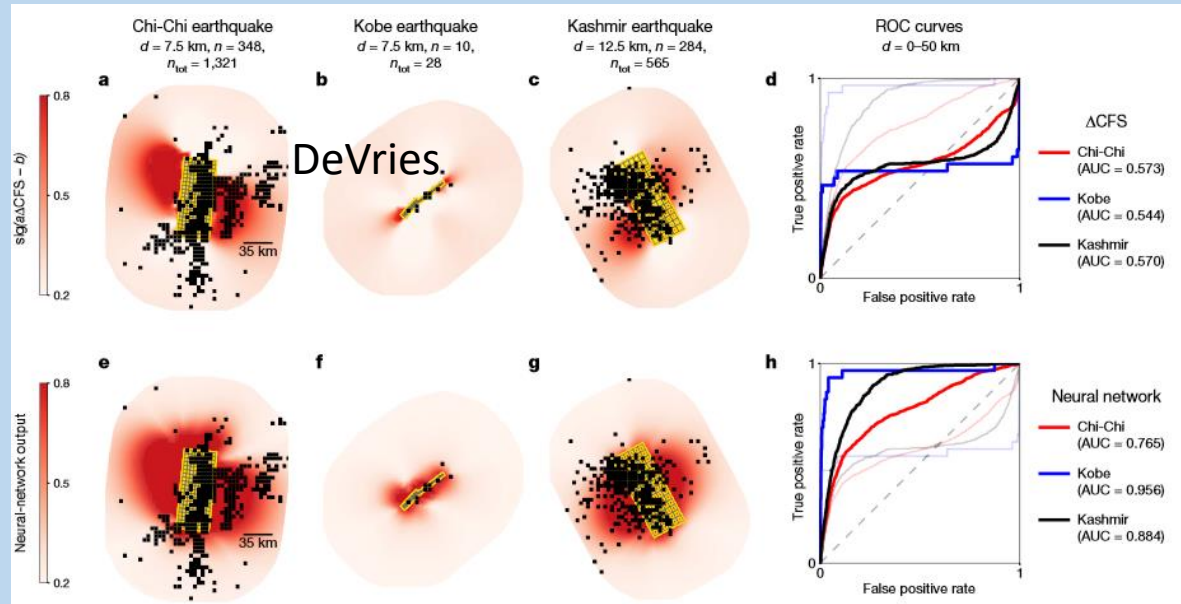 Chi-Chi earthquake
d = 7.5 km, n = 348,
n_tot = 1,321
Kobe earthquake
d = 7.5 km, n = 10,
n_tot = 28
Kashmir earthquake
d = 12.5 km, n = 284,
n_tot = 565
ROC curves
d = 0–50 km
a
b
c
d
DeVries
0.8
0.5
0.2
sig(aΔCFS – b)
35 km
1
True positive rate
0
0
1
False positive rate
ΔCFS
Chi-Chi
(AUC = 0.573)
Kobe
(AUC = 0.544)
Kashmir
(AUC = 0.570)
e
f
g
h
0.8
0.5
0.2
Neural-network output
35 km
1
True positive rate
0
0
1
False positive rate
Neural network
Chi-Chi
(AUC = 0.765)
Kobe
(AUC = 0.956)
Kashmir
(AUC = 0.884)